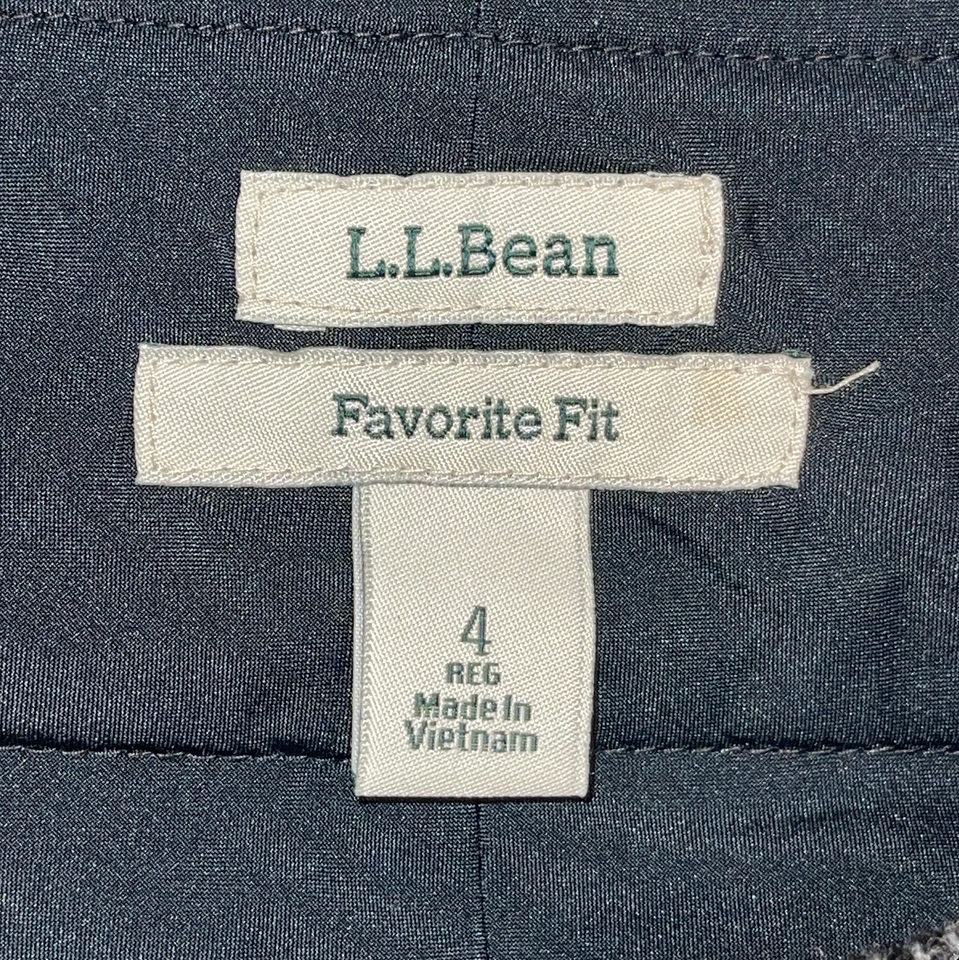 L.L.Bean
Favorite Fit
4
REG
Made In
Vietnam